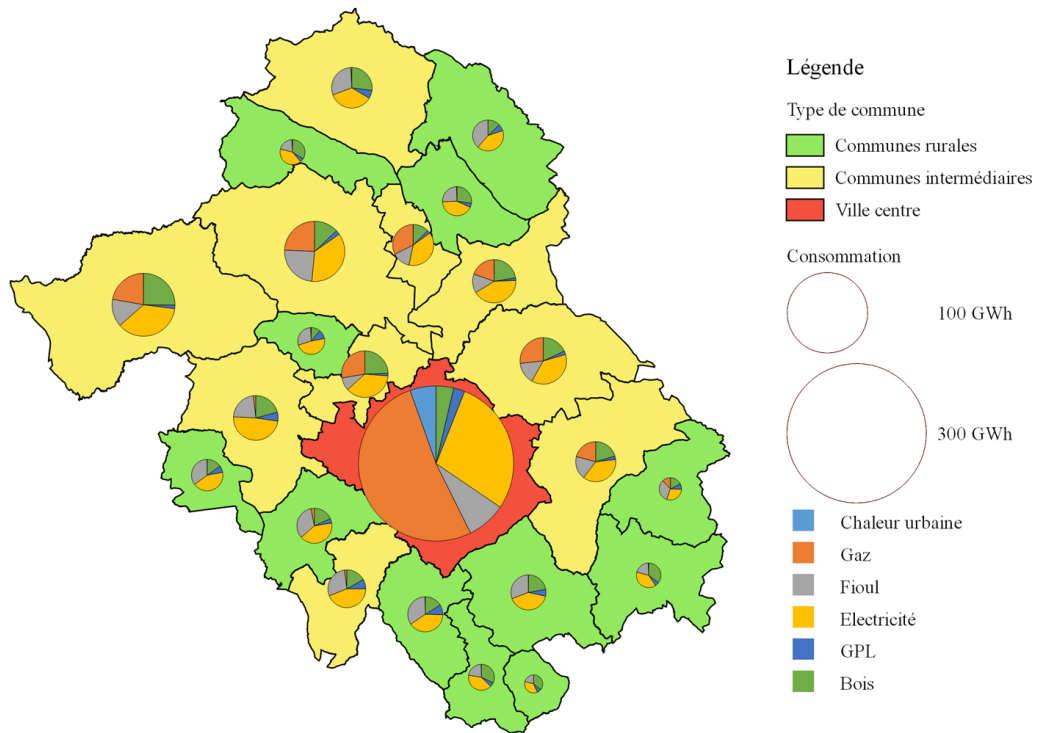 Légende
Type de commune
Communes rurales
Communes intermédiaires
Ville centre
Consommation
100 GWh
300 GWh
Chaleur urbaine
Gaz
Fioul
Electricité
GPL
Bois